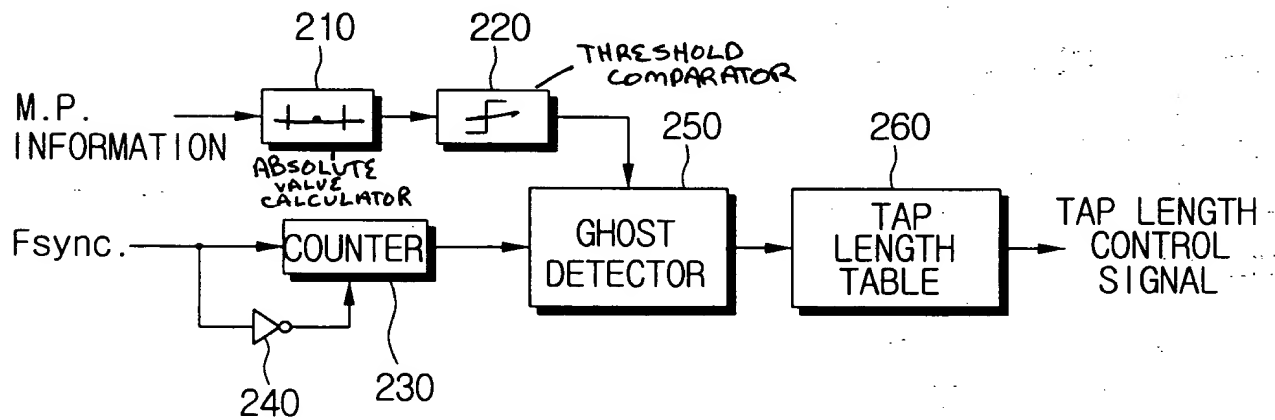 210
220
THRESHOLD
COMPARATOR
M.P.
INFORMATION
ABSOLUTE
VALUE
CALCULATOR
250
260
Fsync.
COUNTER
GHOST
DETECTOR
TAP
LENGTH
TABLE
TAP LENGTH
CONTROL
SIGNAL
240
230